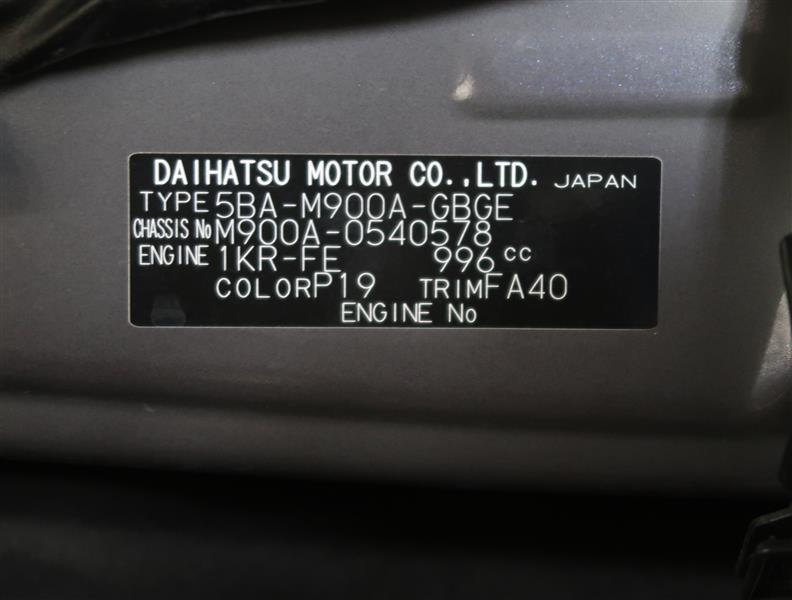 DAIHATSU MOTOR CO.,LTD. JAPAN
TYPE 5BA-M900A-GBGE
CHASSIS No M900A-0540578
ENGINE 1KR-FE 996 cc
COLOR P19 TRIM FA40
ENGINE No